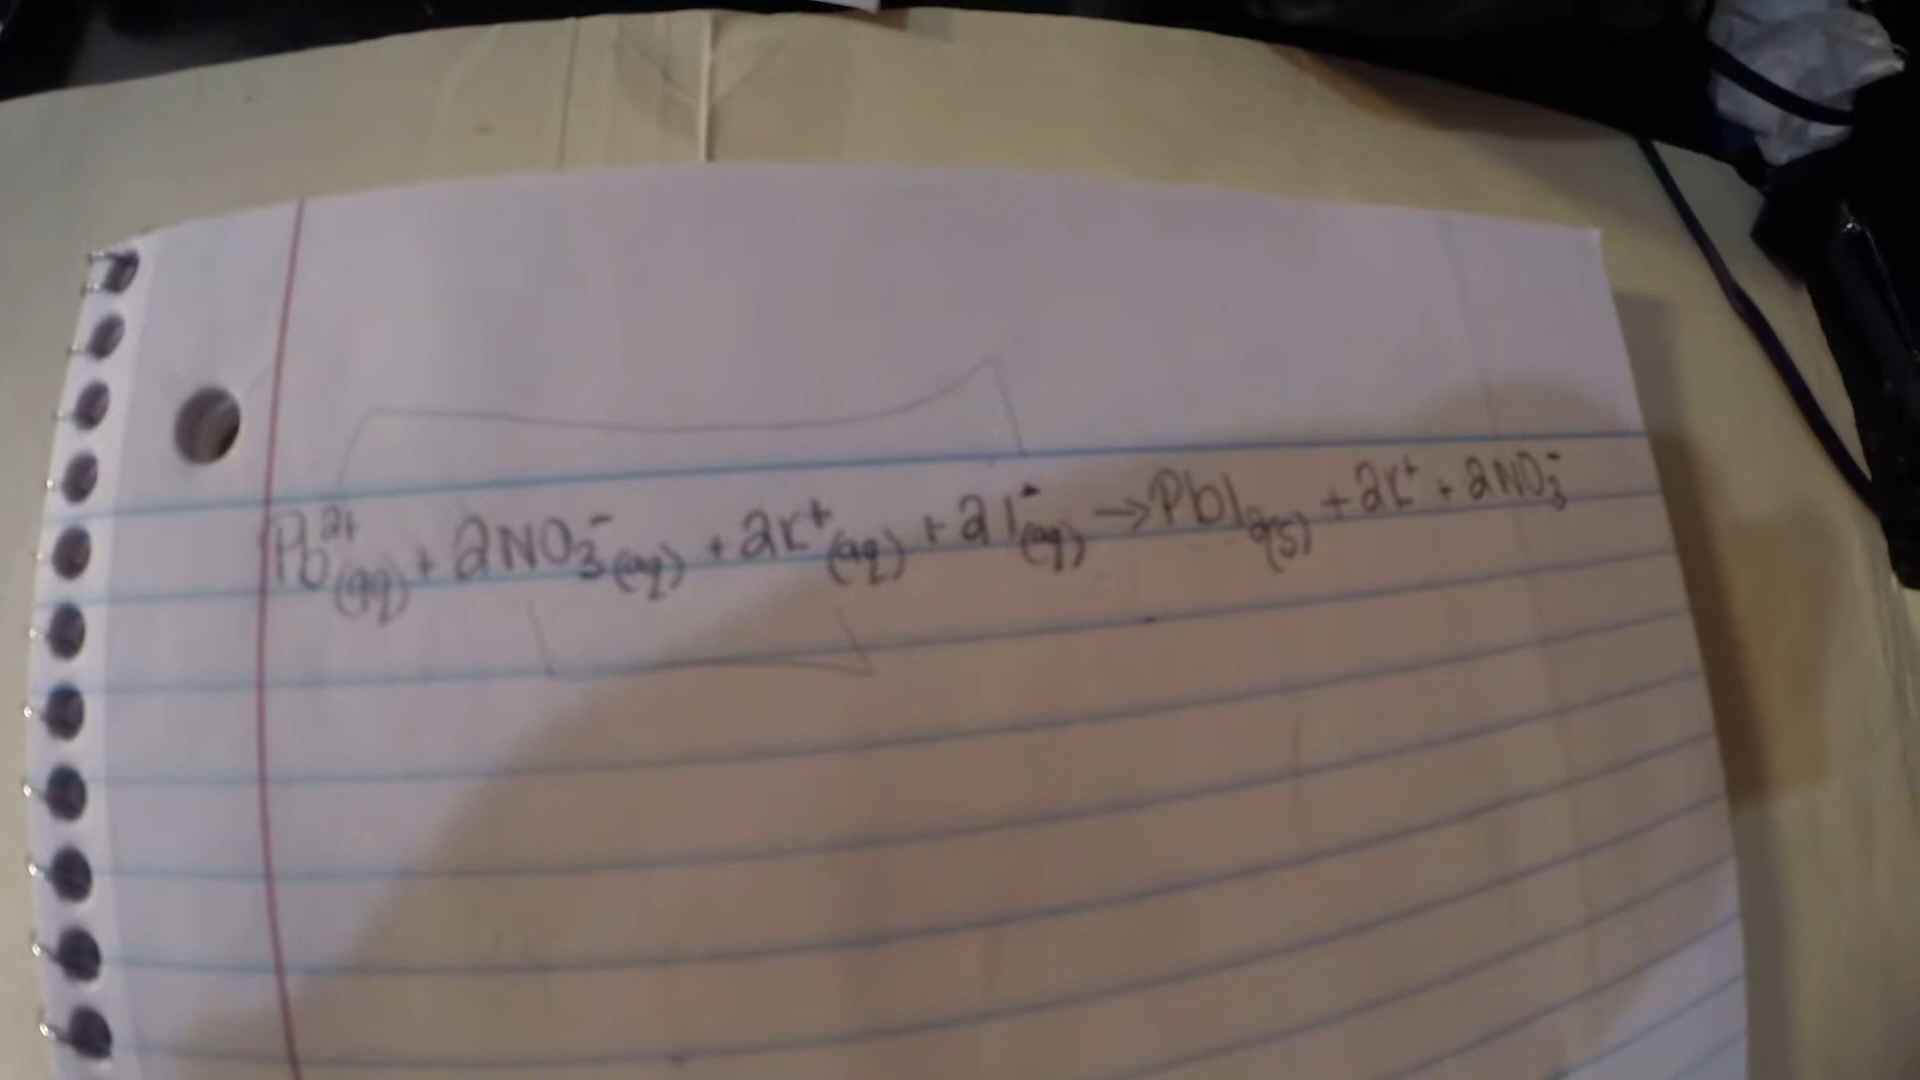 Pb²⁺(aq) + 2NO₃⁻(aq) + 2K⁺(aq) + 2I⁻(aq) → PbI₂(s) + 2K⁺ + 2NO₃⁻